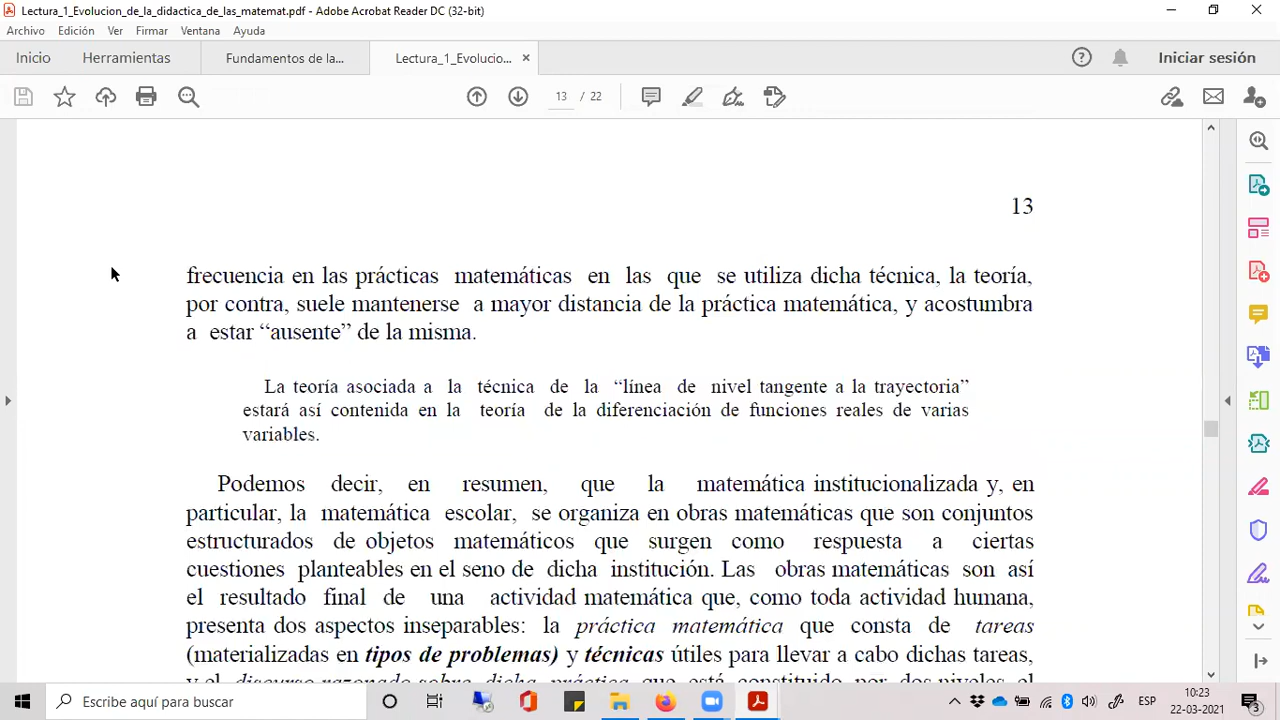 Lectura_1_Evolucion_de_la_didactica_de_las_matemat.pdf - Adobe Acrobat Reader DC (32-bit)
Archivo Edición Ver Firmar Ventana Ayuda
Inicio Herramientas Fundamentos de la... Lectura_1_Evolucio... × Iniciar sesión
13 / 22
13
frecuencia en las prácticas matemáticas en las que se utiliza dicha técnica, la teoría,
por contra, suele mantenerse a mayor distancia de la práctica matemática, y acostumbra
a estar “ausente” de la misma.
La teoría asociada a la técnica de la “línea de nivel tangente a la trayectoria”
estará así contenida en la teoría de la diferenciación de funciones reales de varias
variables.
Podemos decir, en resumen, que la matemática institucionalizada y, en
particular, la matemática escolar, se organiza en obras matemáticas que son conjuntos
estructurados de objetos matemáticos que surgen como respuesta a ciertas
cuestiones planteables en el seno de dicha institución. Las obras matemáticas son así
el resultado final de una actividad matemática que, como toda actividad humana,
presenta dos aspectos inseparables: la práctica matemática que consta de tareas
(materializadas en tipos de problemas) y técnicas útiles para llevar a cabo dichas tareas,
y el discurso razonado sobre dicha práctica que está constituido por dos niveles, el
Escribe aquí para buscar
ESP
10:23
22-03-2021
3